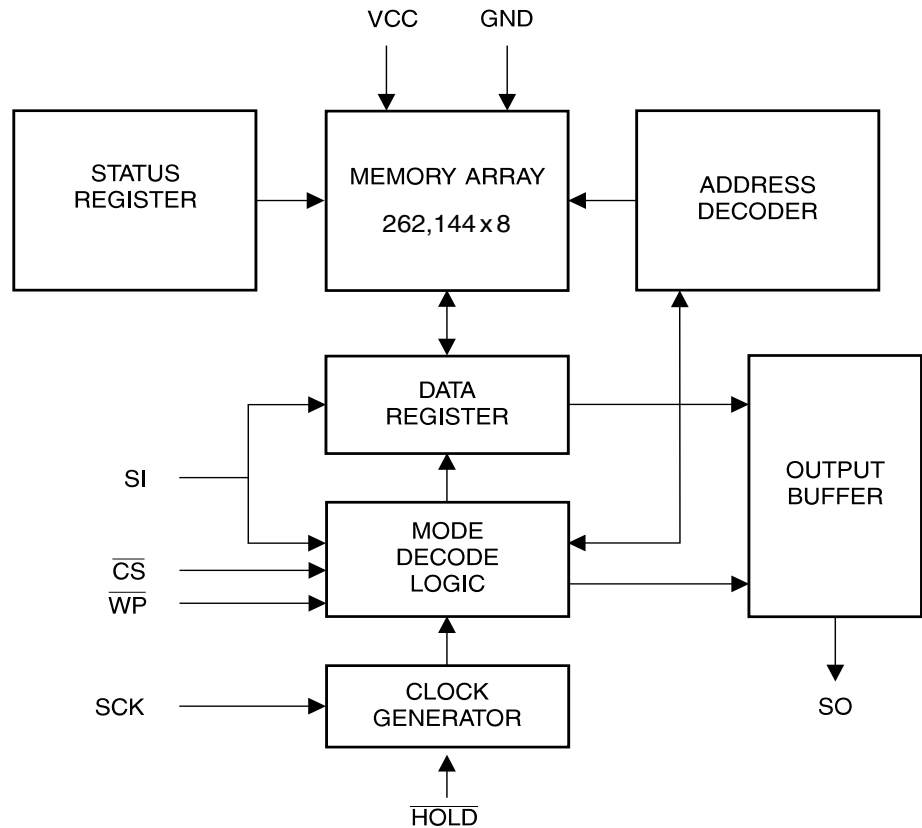 VCC
GND
STATUS
REGISTER
MEMORY ARRAY
262,144 x 8
ADDRESS
DECODER
DATA
REGISTER
OUTPUT
BUFFER
SI
MODE
DECODE
LOGIC
CS
WP
SCK
CLOCK
GENERATOR
SO
HOLD